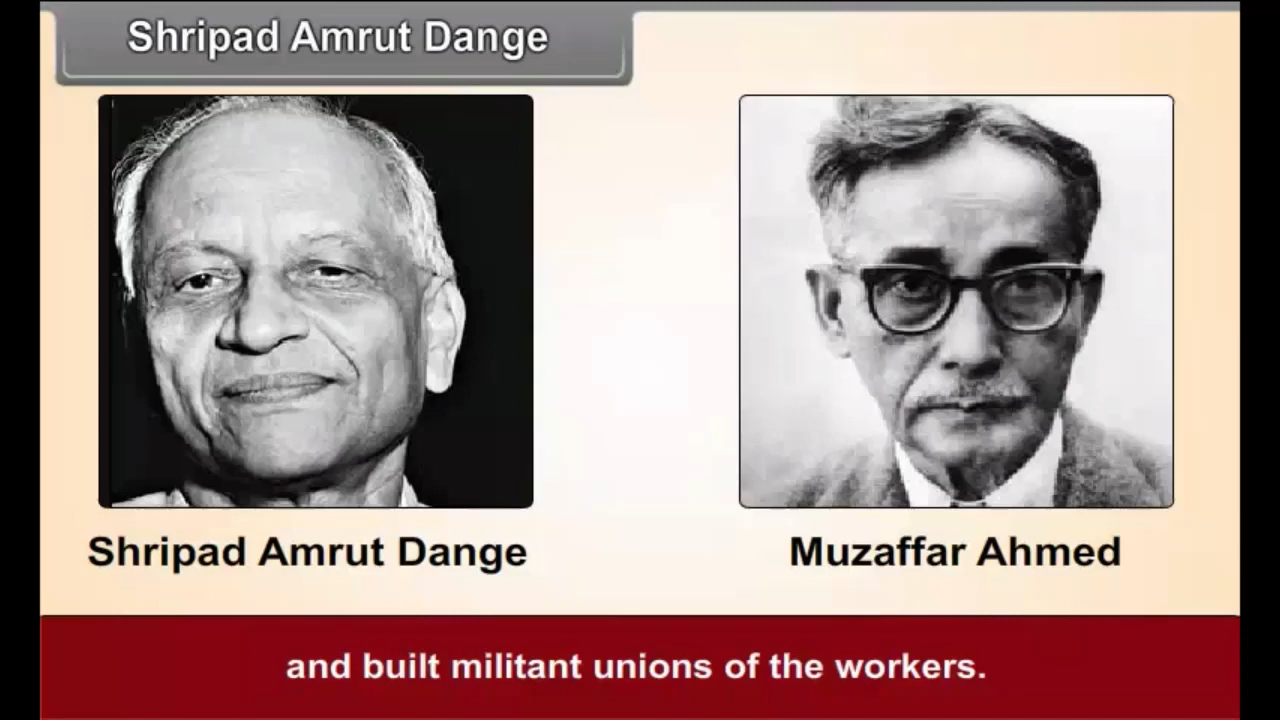 Shripad Amrut Dange
Shripad Amrut Dange
Muzaffar Ahmed
and built militant unions of the workers.